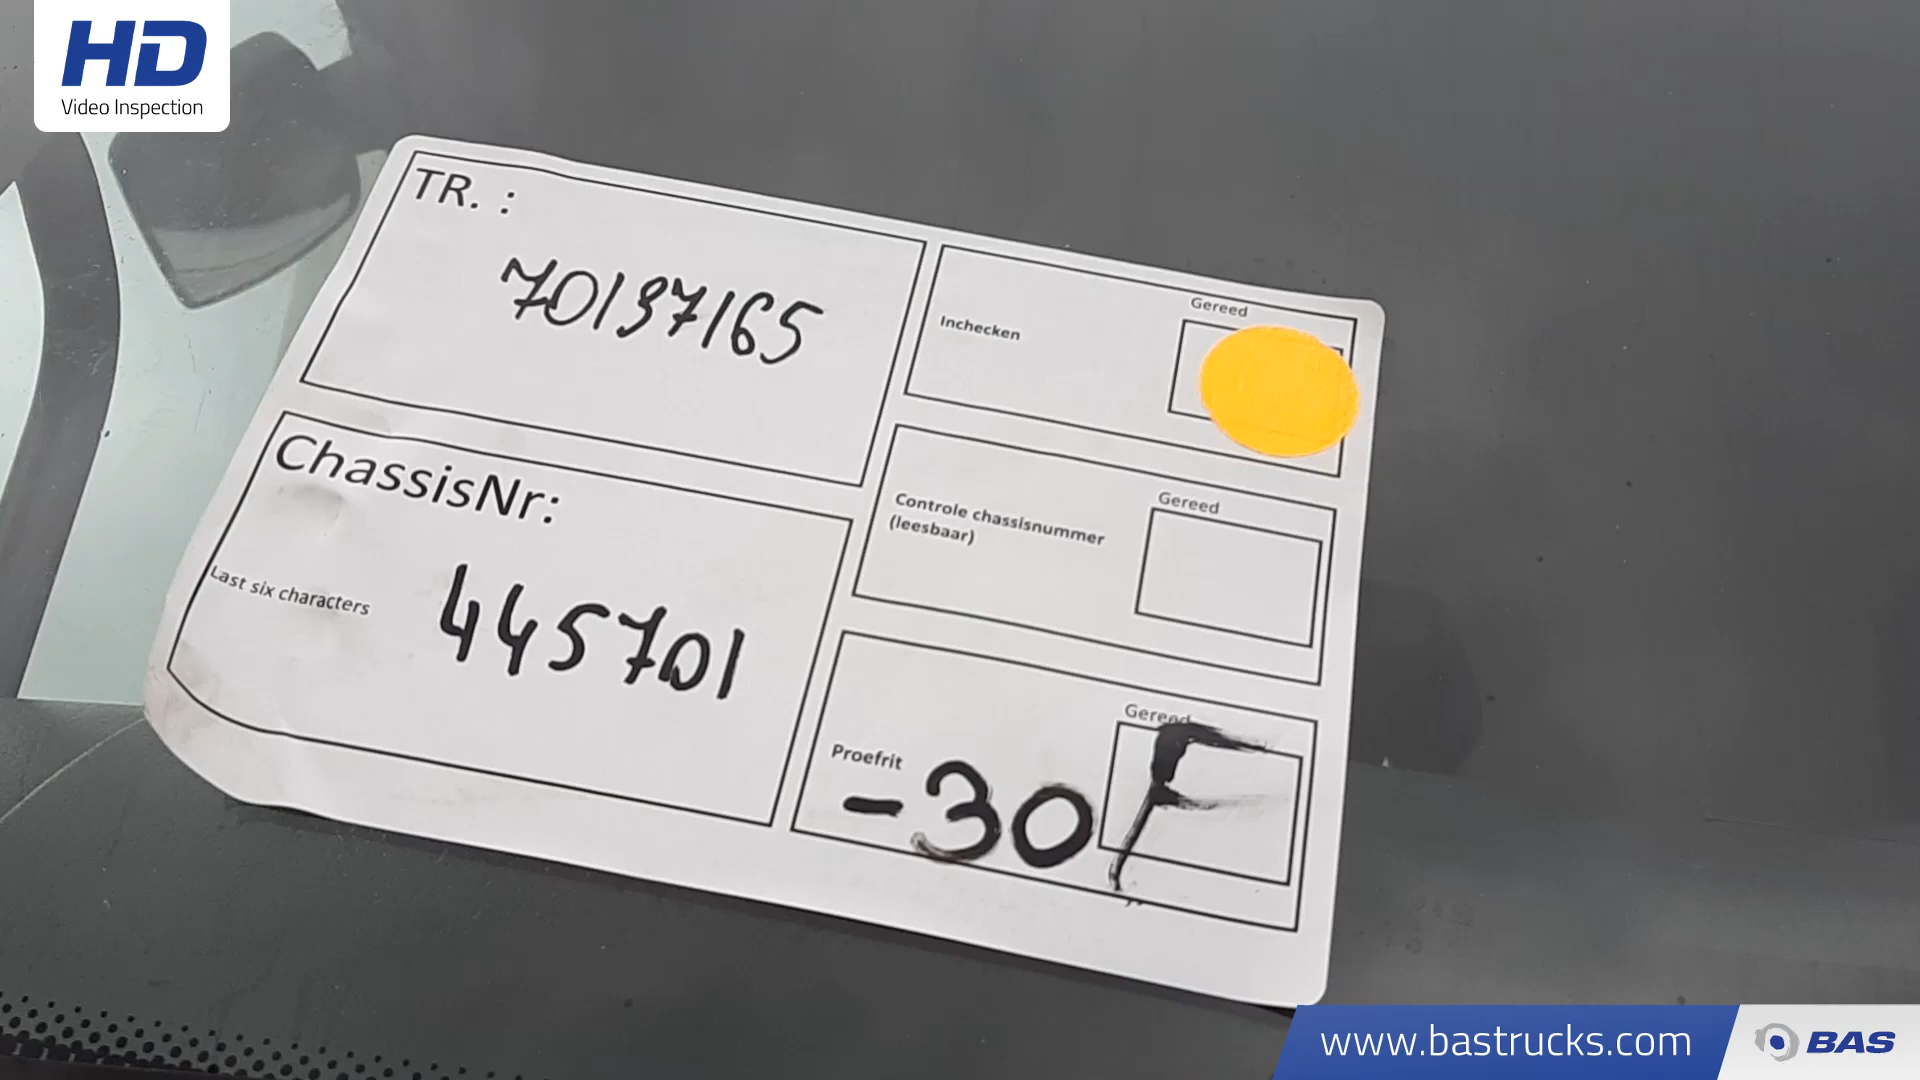 HD
Video Inspection
TR. :
70197165
ChassisNr:
Last six characters
445701
Inchecken
Gereed
Controle chassisnummer
(leesbaar)
Gereed
Proefrit
Gereed
-30 F
www.bastrucks.com
BAS